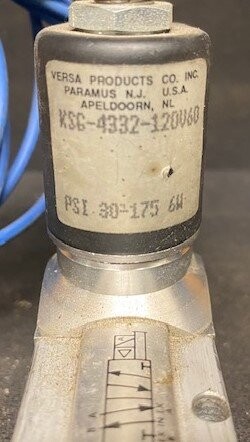 VERSA PRODUCTS CO. INC.
PARAMUS N.J. U.S.A.
APELDOORN, NL
KSG-4332-120V60
PSI 30-175 6W